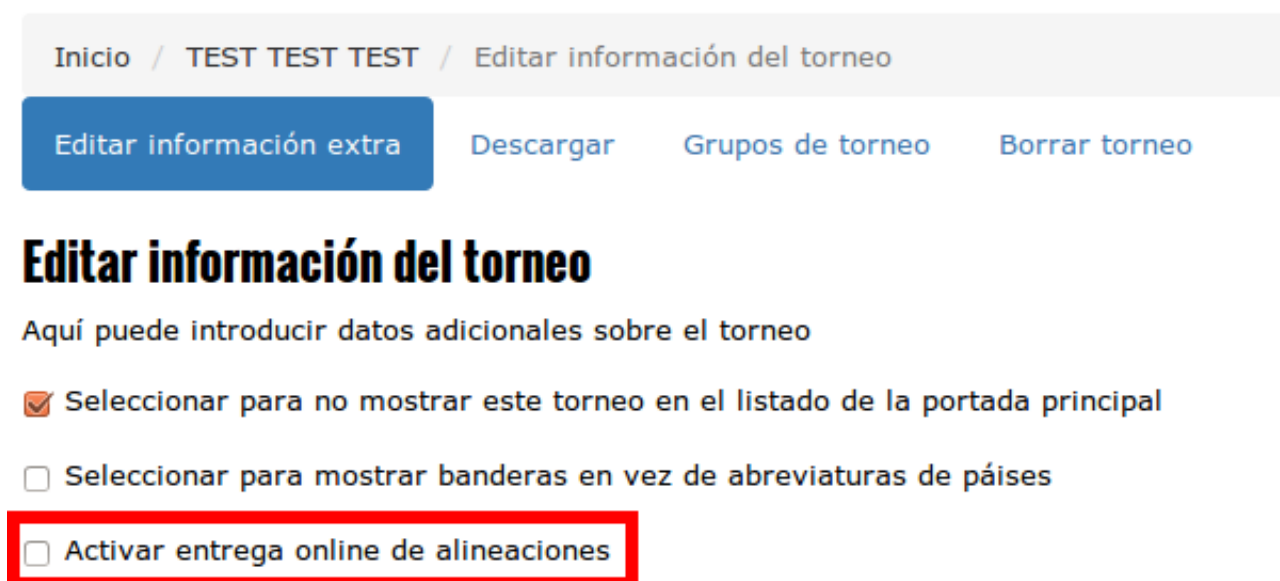 Inicio / TEST TEST TEST / Editar información del torneo
Editar información extra Descargar Grupos de torneo Borrar torneo
Editar información del torneo
Aquí puede introducir datos adicionales sobre el torneo
Seleccionar para no mostrar este torneo en el listado de la portada principal
Seleccionar para mostrar banderas en vez de abreviaturas de páises
Activar entrega online de alineaciones